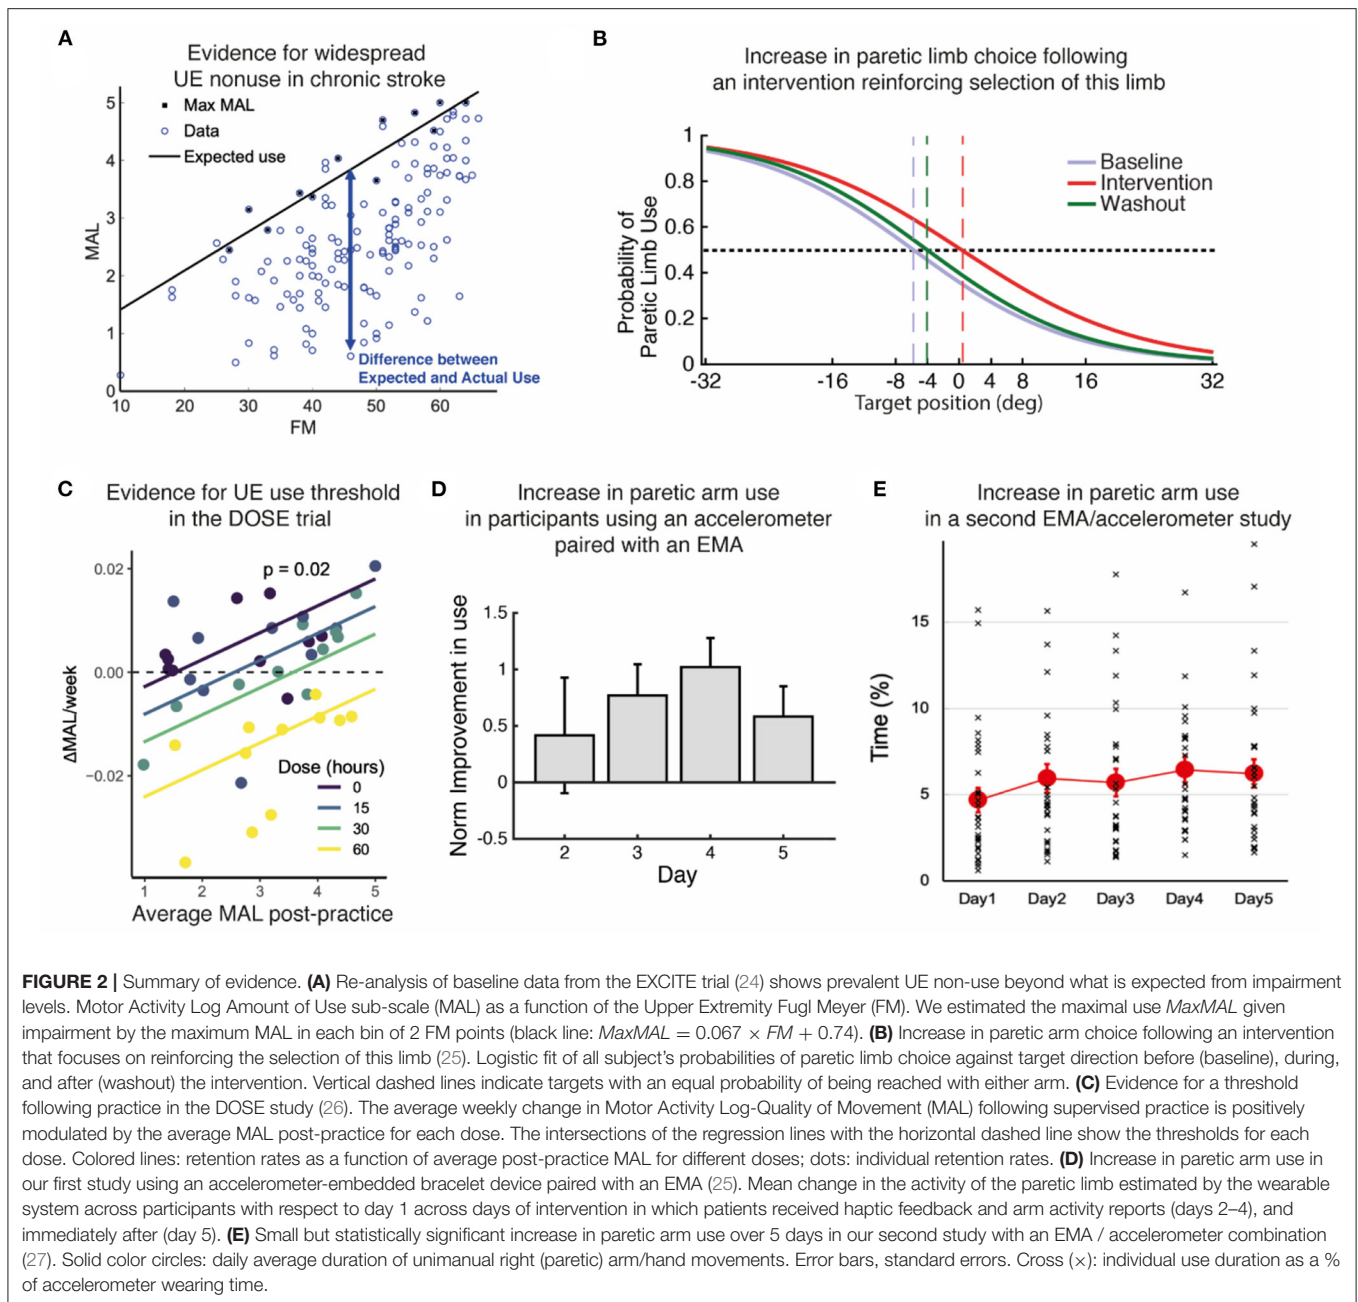 A
Evidence for widespread
UE nonuse in chronic stroke
Max MAL
Data
Expected use
MAL
5
4
3
2
1
0
10 20 30 40 50 60
FM
Difference between
Expected and Actual Use
B
Increase in paretic limb choice following
an intervention reinforcing selection of this limb
Probability of
Paretic Limb Use
1
0.8
0.6
0.4
0.2
0
Baseline
Intervention
Washout
-32 -16 -8 -4 0 4 8 16 32
Target position (deg)
C
Evidence for UE use threshold
in the DOSE trial
p = 0.02
ΔMAL/week
0.02
0.00
−0.02
Dose (hours)
0
15
30
60
1 2 3 4 5
Average MAL post-practice
D
Increase in paretic arm use
in participants using an accelerometer
paired with an EMA
Norm Improvement in use
1.5
1
0.5
0
-0.5
2 3 4 5
Day
E
Increase in paretic arm use
in a second EMA/accelerometer study
Time (%)
15
10
5
0
Day1 Day2 Day3 Day4 Day5
FIGURE 2 | Summary of evidence. (A) Re-analysis of baseline data from the EXCITE trial (24) shows prevalent UE non-use beyond what is expected from impairment
levels. Motor Activity Log Amount of Use sub-scale (MAL) as a function of the Upper Extremity Fugl Meyer (FM). We estimated the maximal use MaxMAL given
impairment by the maximum MAL in each bin of 2 FM points (black line: MaxMAL = 0.067 × FM + 0.74). (B) Increase in paretic arm choice following an intervention
that focuses on reinforcing the selection of this limb (25). Logistic fit of all subject's probabilities of paretic limb choice against target direction before (baseline), during,
and after (washout) the intervention. Vertical dashed lines indicate targets with an equal probability of being reached with either arm. (C) Evidence for a threshold
following practice in the DOSE study (26). The average weekly change in Motor Activity Log-Quality of Movement (MAL) following supervised practice is positively
modulated by the average MAL post-practice for each dose. The intersections of the regression lines with the horizontal dashed line show the thresholds for each
dose. Colored lines: retention rates as a function of average post-practice MAL for different doses; dots: individual retention rates. (D) Increase in paretic arm use in
our first study using an accelerometer-embedded bracelet device paired with an EMA (25). Mean change in the activity of the paretic limb estimated by the wearable
system across participants with respect to day 1 across days of intervention in which patients received haptic feedback and arm activity reports (days 2–4), and
immediately after (day 5). (E) Small but statistically significant increase in paretic arm use over 5 days in our second study with an EMA / accelerometer combination
(27). Solid color circles: daily average duration of unimanual right (paretic) arm/hand movements. Error bars, standard errors. Cross (×): individual use duration as a %
of accelerometer wearing time.